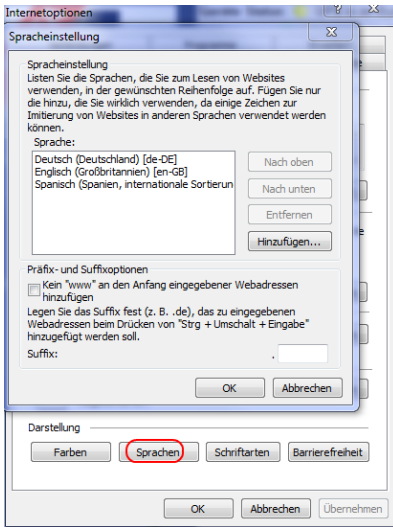 Internetoptionen
Spracheinstellung
Spracheinstellung
Listen Sie die Sprachen, die Sie zum Lesen von Websites
verwenden, in der gewünschten Reihenfolge auf. Fügen Sie nur
die hinzu, die Sie wirklich verwenden, da einige Zeichen zur
Imitierung von Websites in anderen Sprachen verwendet werden
können.
Sprache:
Deutsch (Deutschland) [de-DE]
Englisch (Großbritannien) [en-GB]
Spanisch (Spanien, internationale Sortierun
Nach oben
Nach unten
Entfernen
Hinzufügen...
Präfix- und Suffixoptionen
Kein "www" an den Anfang eingegebener Webadressen
hinzufügen
Legen Sie das Suffix fest (z. B. .de), das zu eingegebenen
Webadressen beim Drücken von "Strg + Umschalt + Eingabe"
hinzugefügt werden soll.
Suffix: .
OK Abbrechen
Darstellung
Farben Sprachen Schriftarten Barrierefreiheit
OK Abbrechen Übernehmen